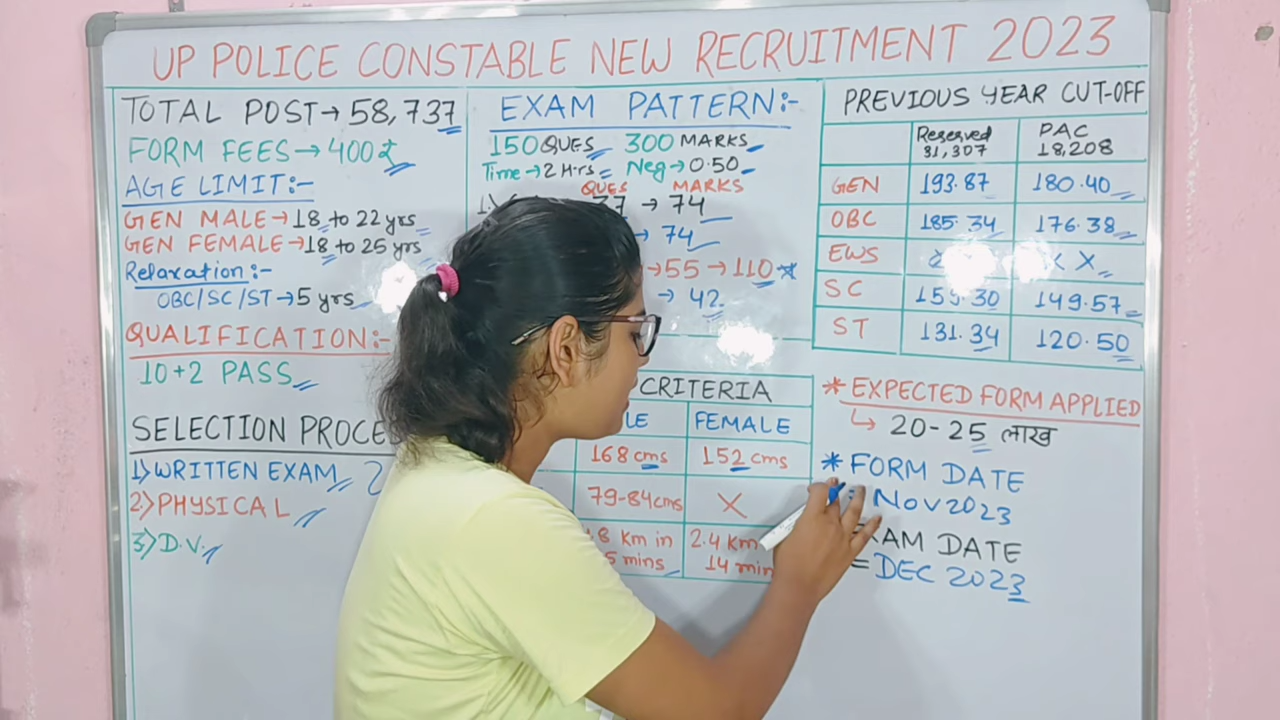 UP POLICE CONSTABLE NEW RECRUITMENT 2023
TOTAL POST→58,737
FORM FEES→400₹
AGE LIMIT:-
GEN MALE→18 to 22 yrs
GEN FEMALE→18 to 25 yrs
Relaxation:-
OBC/SC/ST→5 yrs
QUALIFICATION:-
10+2 PASS
SELECTION
1)WRITTEN EXAM
2)PHYSICAL
3)D.V.
EXAM PATTERN:-
150 QUES 300 MARKS
Time→2 Hrs Neg→0.50
QUES MARKS
37 → 74
→ 74
→55 →110*
→ 42
CRITERIA
FEMALE
168 cms 152 cms
79-84cms X
Km in 2.4 Km
mins 14 min
PREVIOUS YEAR CUT-OFF
Reserved PAC
31,307 18,208
GEN 193.87 180.40
OBC 185.34 176.38
EWS X
SC 155.30 149.57
ST 131.34 120.50
* EXPECTED FORM APPLIED
↳ 20-25 लाख
* FORM DATE
Nov 2023
DATE
= DEC 2023